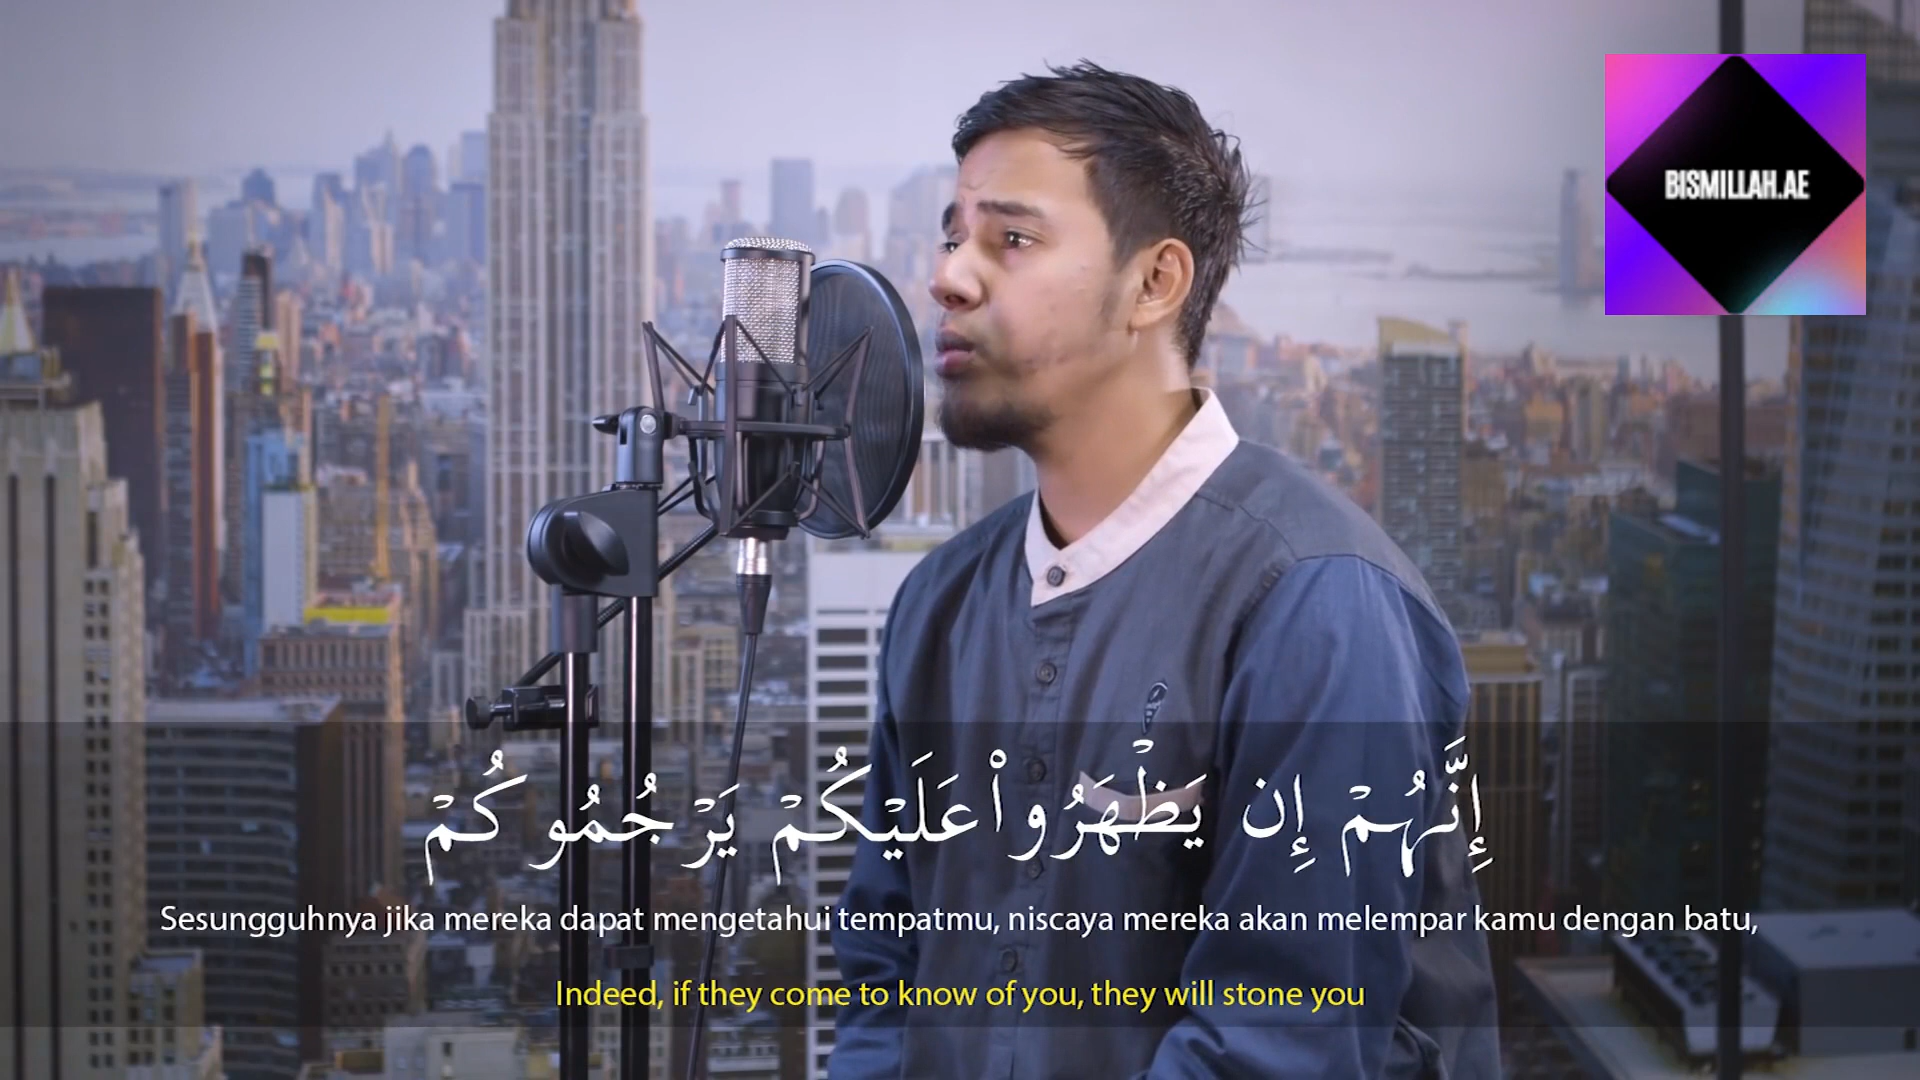 BISMILLAH.AE
إِنَّهُمْ إِن يَظْهَرُوا۟ عَلَيْكُمْ يَرْجُمُوكُمْ
Sesungguhnya jika mereka dapat mengetahui tempatmu, niscaya mereka akan melempar kamu dengan batu,
Indeed, if they come to know of you, they will stone you